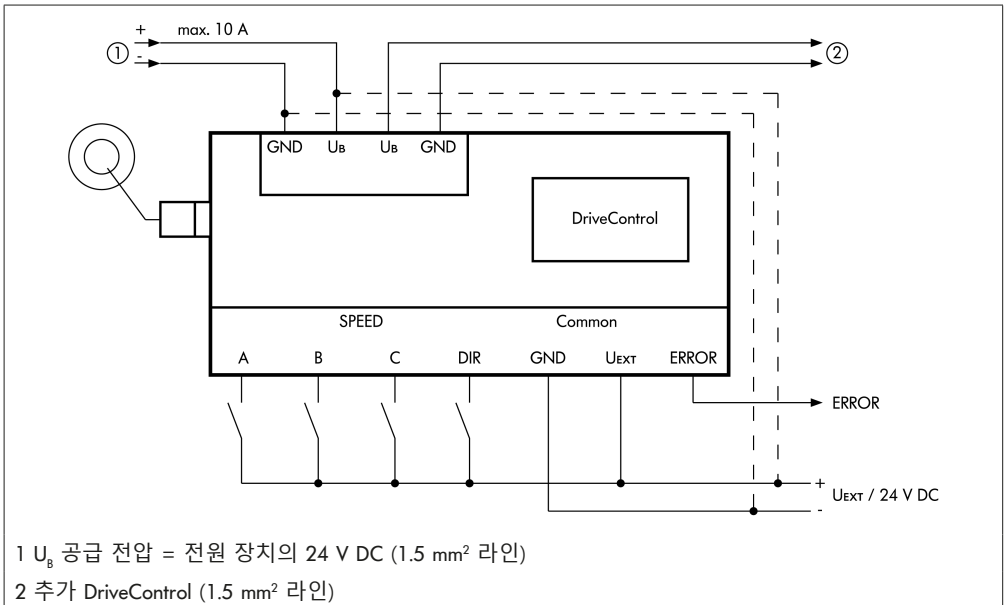 + max. 10 A
① - ②
GND UB UB GND
DriveControl
SPEED Common
A B C DIR GND UEXT ERROR
ERROR
+
UEXT / 24 V DC
-
1 UB 공급 전압 = 전원 장치의 24 V DC (1.5 mm² 라인)
2 추가 DriveControl (1.5 mm² 라인)